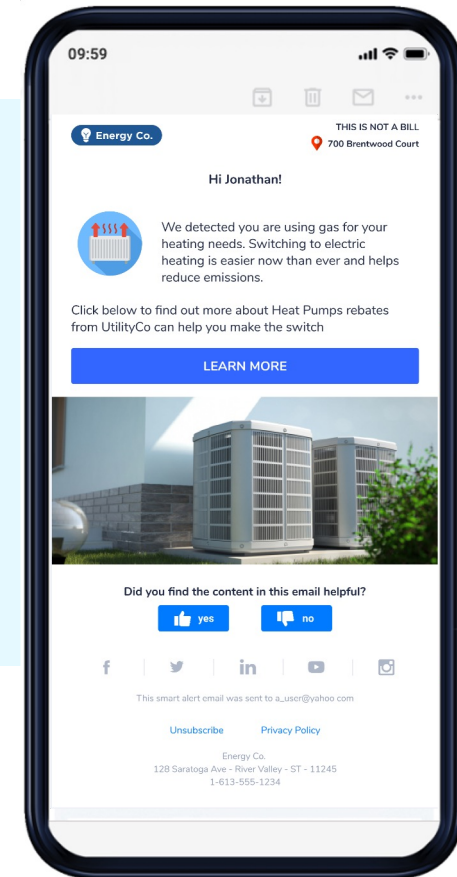 09:59
Energy Co.
THIS IS NOT A BILL
700 Brentwood Court
Hi Jonathan!
We detected you are using gas for your
heating needs. Switching to electric
heating is easier now than ever and helps
reduce emissions.
Click below to find out more about Heat Pumps rebates
from UtilityCo can help you make the switch
LEARN MORE
Did you find the content in this email helpful?
yes
no
This smart alert email was sent to a_user@yahoo com
Unsubscribe Privacy Policy
Energy Co.
128 Saratoga Ave - River Valley - ST - 11245
1-613-555-1234